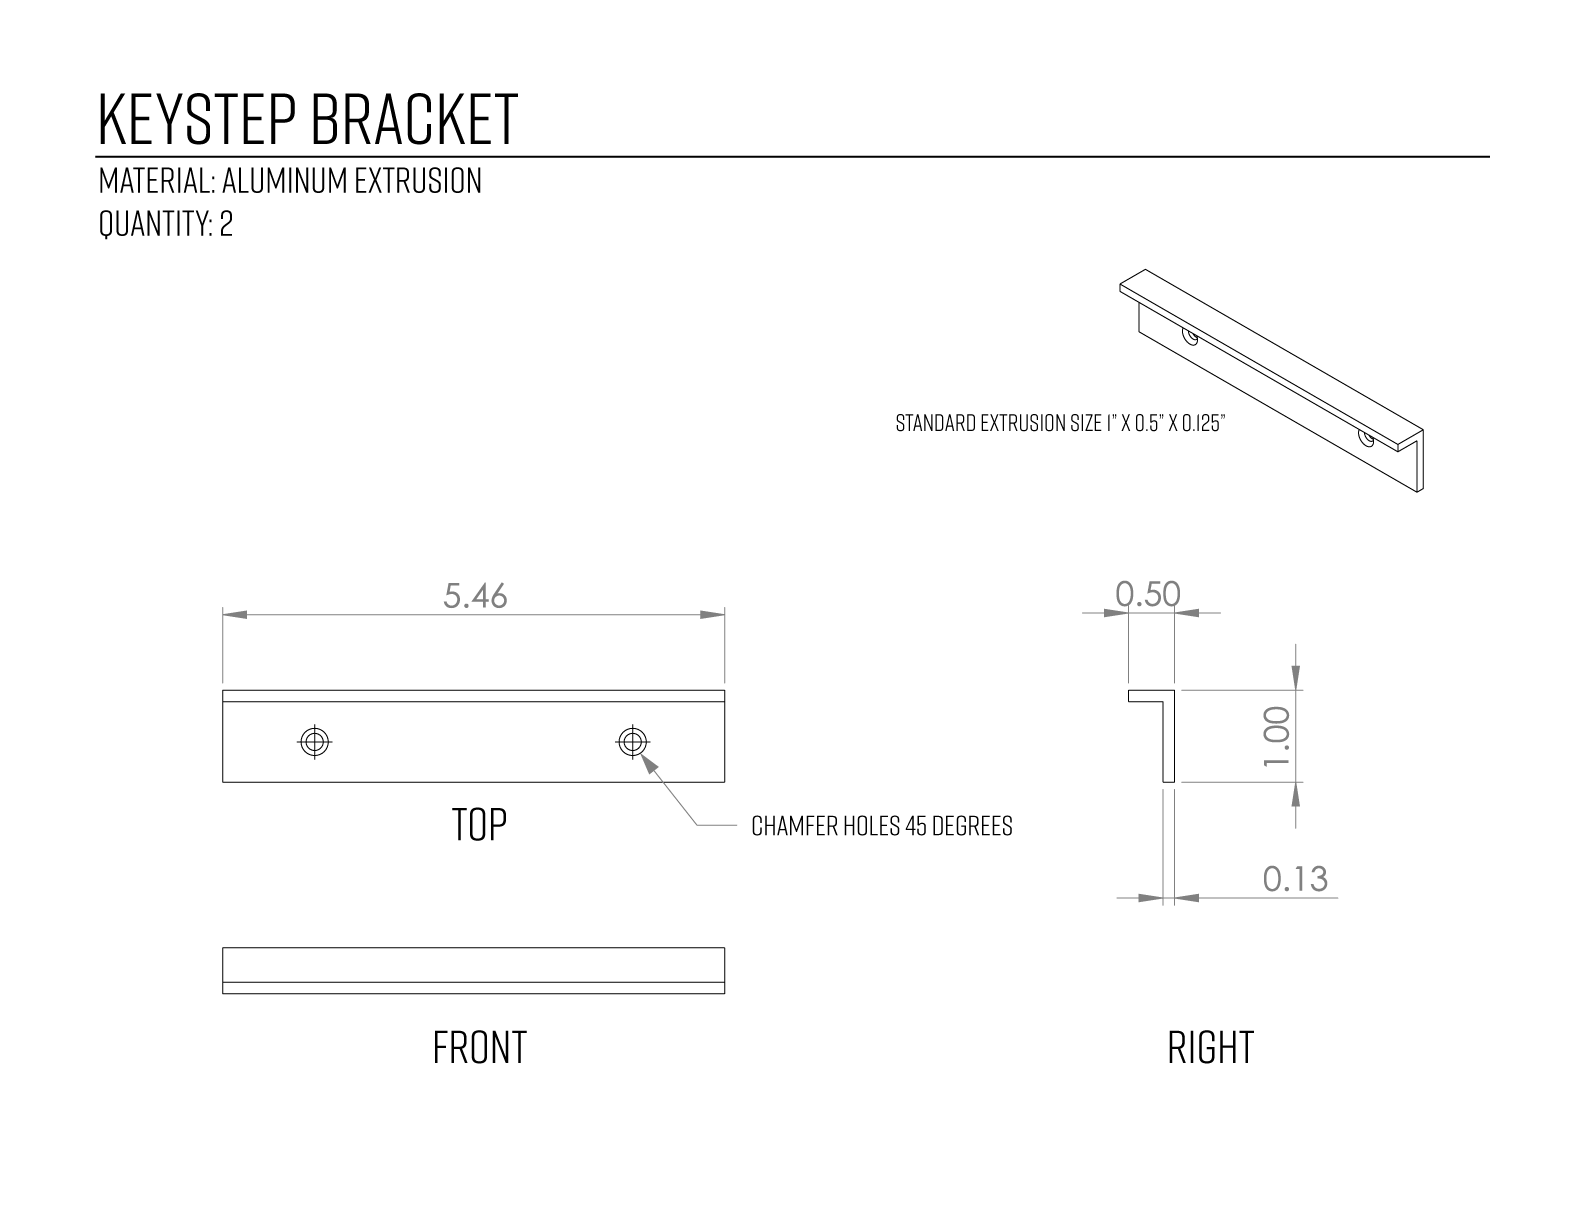 KEYSTEP BRACKET
MATERIAL: ALUMINUM EXTRUSION
QUANTITY: 2
STANDARD EXTRUSION SIZE 1” X 0.5” X 0.125”
5.46
0.50
1.00
TOP
CHAMFER HOLES 45 DEGREES
0.13
FRONT
RIGHT